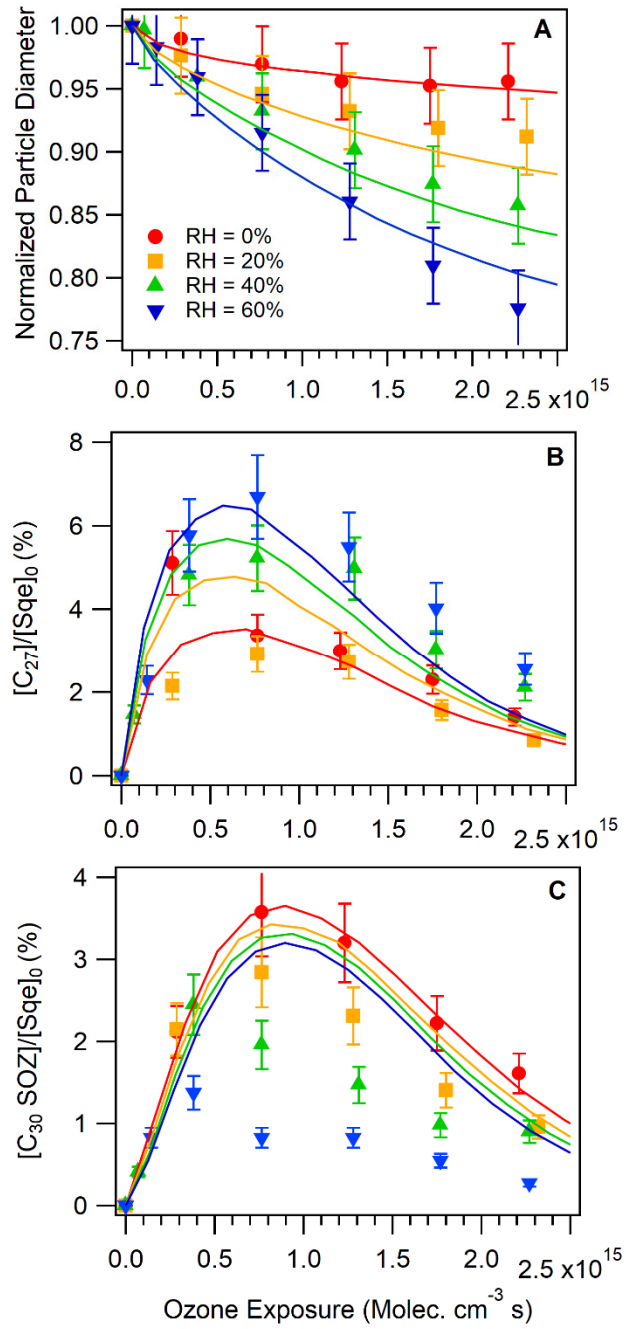 A
Normalized Particle Diameter
1.00
0.95
0.90
0.85
0.80
0.75
RH = 0%
RH = 20%
RH = 40%
RH = 60%
0.0 0.5 1.0 1.5 2.0 2.5 x10^15
B
[C27]/[Sqe]0 (%)
8
6
4
2
0
0.0 0.5 1.0 1.5 2.0 2.5 x10^15
C
[C30 SOZ]/[Sqe]0 (%)
4
3
2
1
0
0.0 0.5 1.0 1.5 2.0 2.5 x10^15
Ozone Exposure (Molec. cm^-3 s)